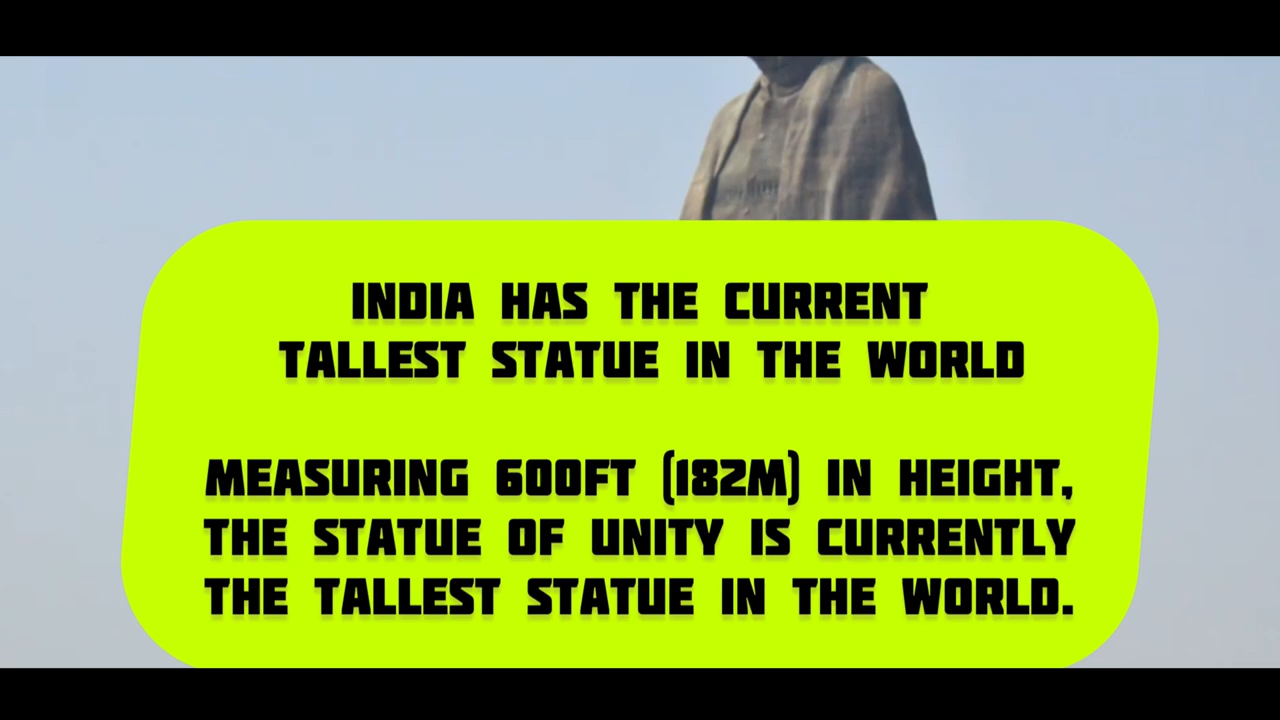 INDIA HAS THE CURRENT
TALLEST STATUE IN THE WORLD
MEASURING 600FT (182M) IN HEIGHT,
THE STATUE OF UNITY IS CURRENTLY
THE TALLEST STATUE IN THE WORLD.